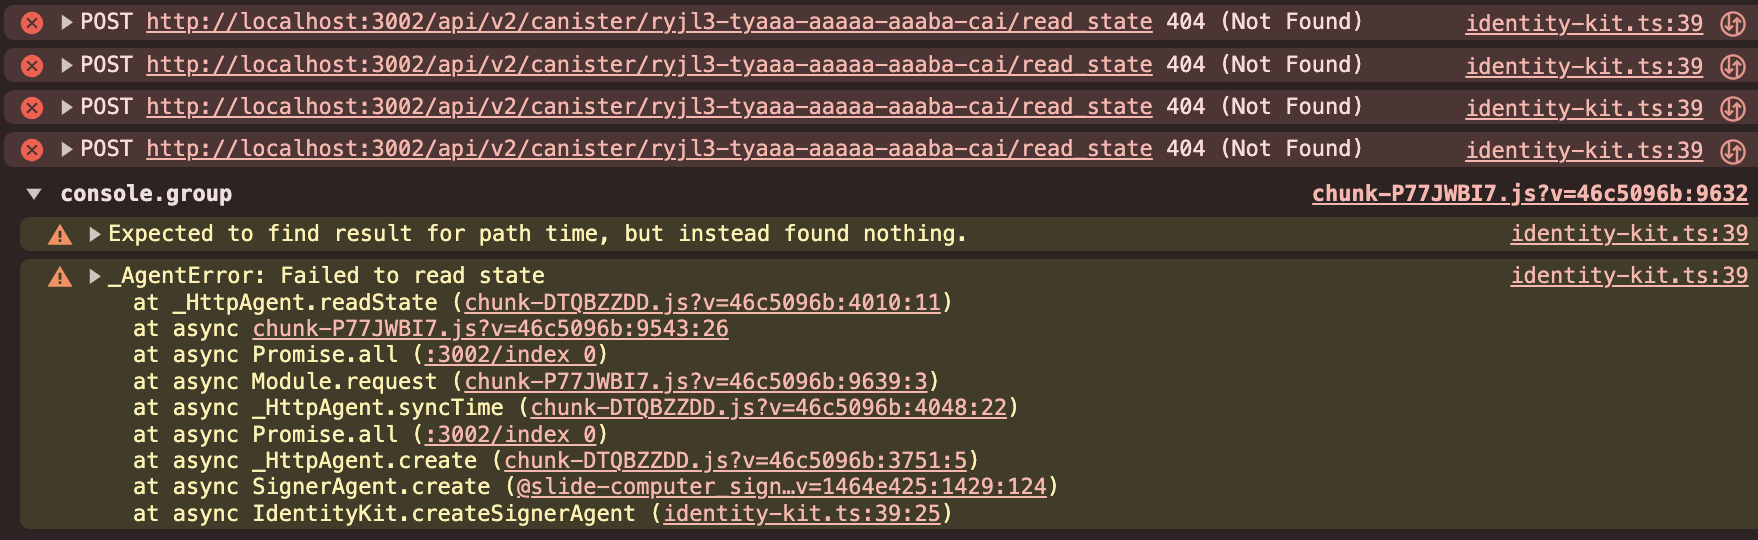 POST http://localhost:3002/api/v2/canister/ryjl3-tyaaa-aaaaa-aaaba-cai/read_state 404 (Not Found) identity-kit.ts:39
POST http://localhost:3002/api/v2/canister/ryjl3-tyaaa-aaaaa-aaaba-cai/read_state 404 (Not Found) identity-kit.ts:39
POST http://localhost:3002/api/v2/canister/ryjl3-tyaaa-aaaaa-aaaba-cai/read_state 404 (Not Found) identity-kit.ts:39
POST http://localhost:3002/api/v2/canister/ryjl3-tyaaa-aaaaa-aaaba-cai/read_state 404 (Not Found) identity-kit.ts:39
console.group chunk-P77JWBI7.js?v=46c5096b:9632
Expected to find result for path time, but instead found nothing. identity-kit.ts:39
_AgentError: Failed to read state identity-kit.ts:39
at _HttpAgent.readState (chunk-DTQBZZDD.js?v=46c5096b:4010:11)
at async chunk-P77JWBI7.js?v=46c5096b:9543:26
at async Promise.all (:3002/index 0)
at async Module.request (chunk-P77JWBI7.js?v=46c5096b:9639:3)
at async _HttpAgent.syncTime (chunk-DTQBZZDD.js?v=46c5096b:4048:22)
at async Promise.all (:3002/index 0)
at async _HttpAgent.create (chunk-DTQBZZDD.js?v=46c5096b:3751:5)
at async SignerAgent.create (@slide-computer_sign…v=1464e425:1429:124)
at async IdentityKit.createSignerAgent (identity-kit.ts:39:25)